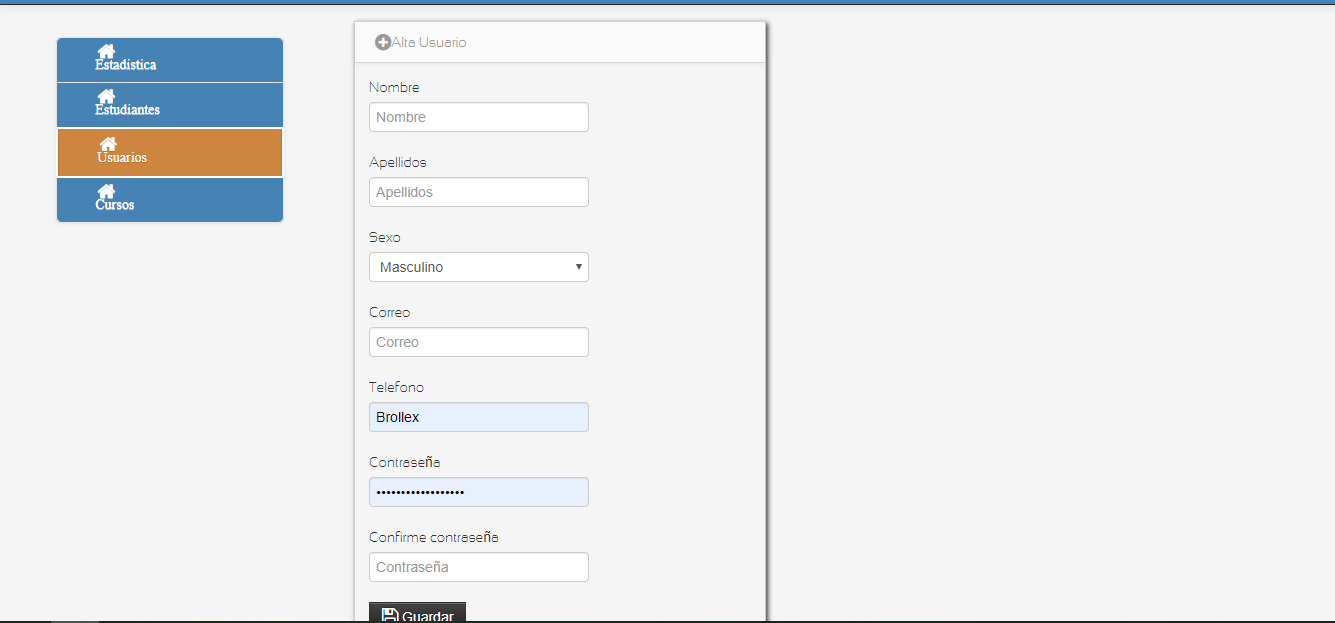 Estadistica
Estudiantes
Usuarios
Cursos
Alta Usuario
Nombre
Nombre
Apellidos
Apellidos
Sexo
Masculino
Correo
Correo
Telefono
Brollex
Contraseña
•••••••••••••••••
Confirme contraseña
Contraseña
Guardar